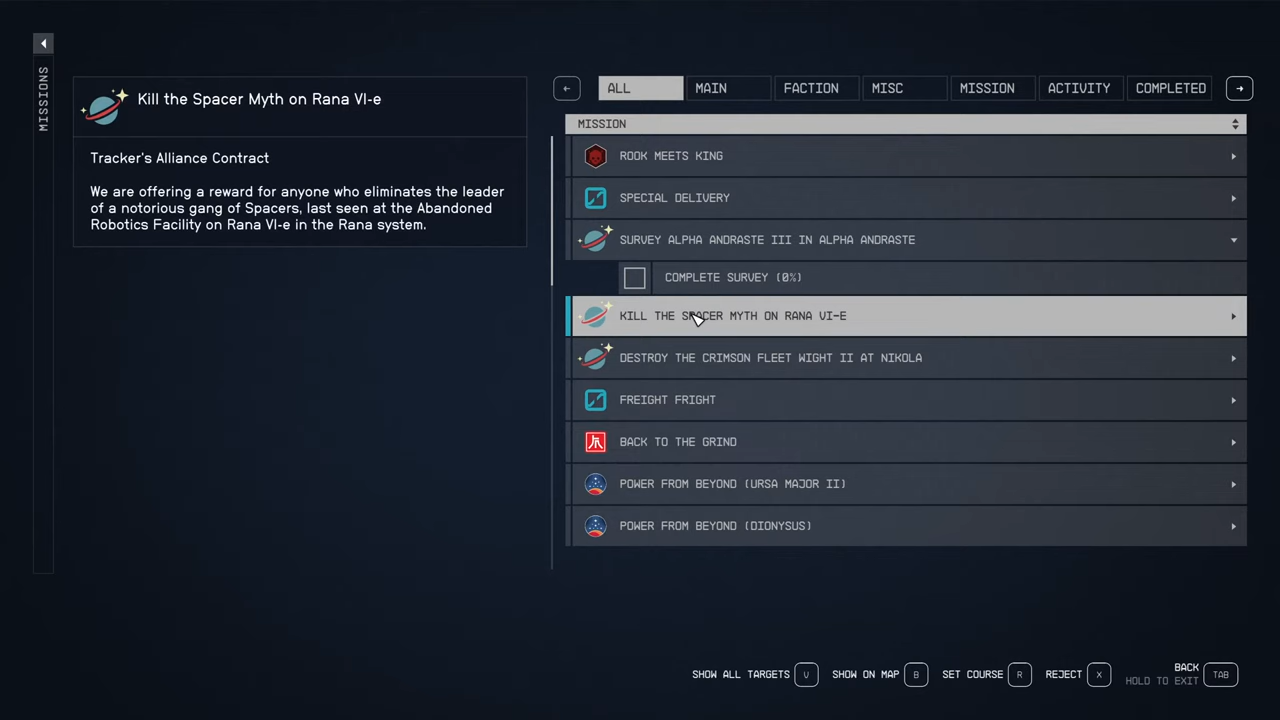 MISSIONS
Kill the Spacer Myth on Rana VI-e
Tracker's Alliance Contract
We are offering a reward for anyone who eliminates the leader
of a notorious gang of Spacers, last seen at the Abandoned
Robotics Facility on Rana VI-e in the Rana system.
ALL MAIN FACTION MISC MISSION ACTIVITY COMPLETED
MISSION
ROOK MEETS KING
SPECIAL DELIVERY
SURVEY ALPHA ANDRASTE III IN ALPHA ANDRASTE
COMPLETE SURVEY (0%)
KILL THE SPACER MYTH ON RANA VI-E
DESTROY THE CRIMSON FLEET WIGHT II AT NIKOLA
FREIGHT FRIGHT
BACK TO THE GRIND
POWER FROM BEYOND (URSA MAJOR II)
POWER FROM BEYOND (DIONYSUS)
SHOW ALL TARGETS V SHOW ON MAP B SET COURSE R REJECT X BACK TAB
HOLD TO EXIT